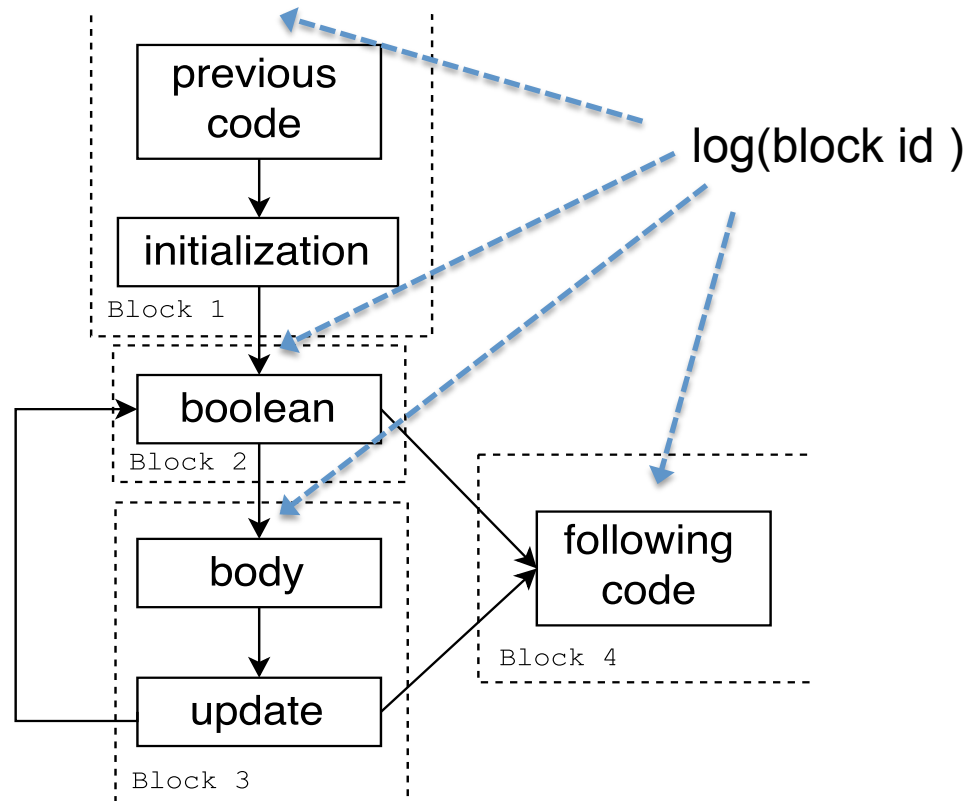 previous
code
log(block id )
initialization
Block 1
boolean
Block 2
following
code
body
Block 4
update
Block 3